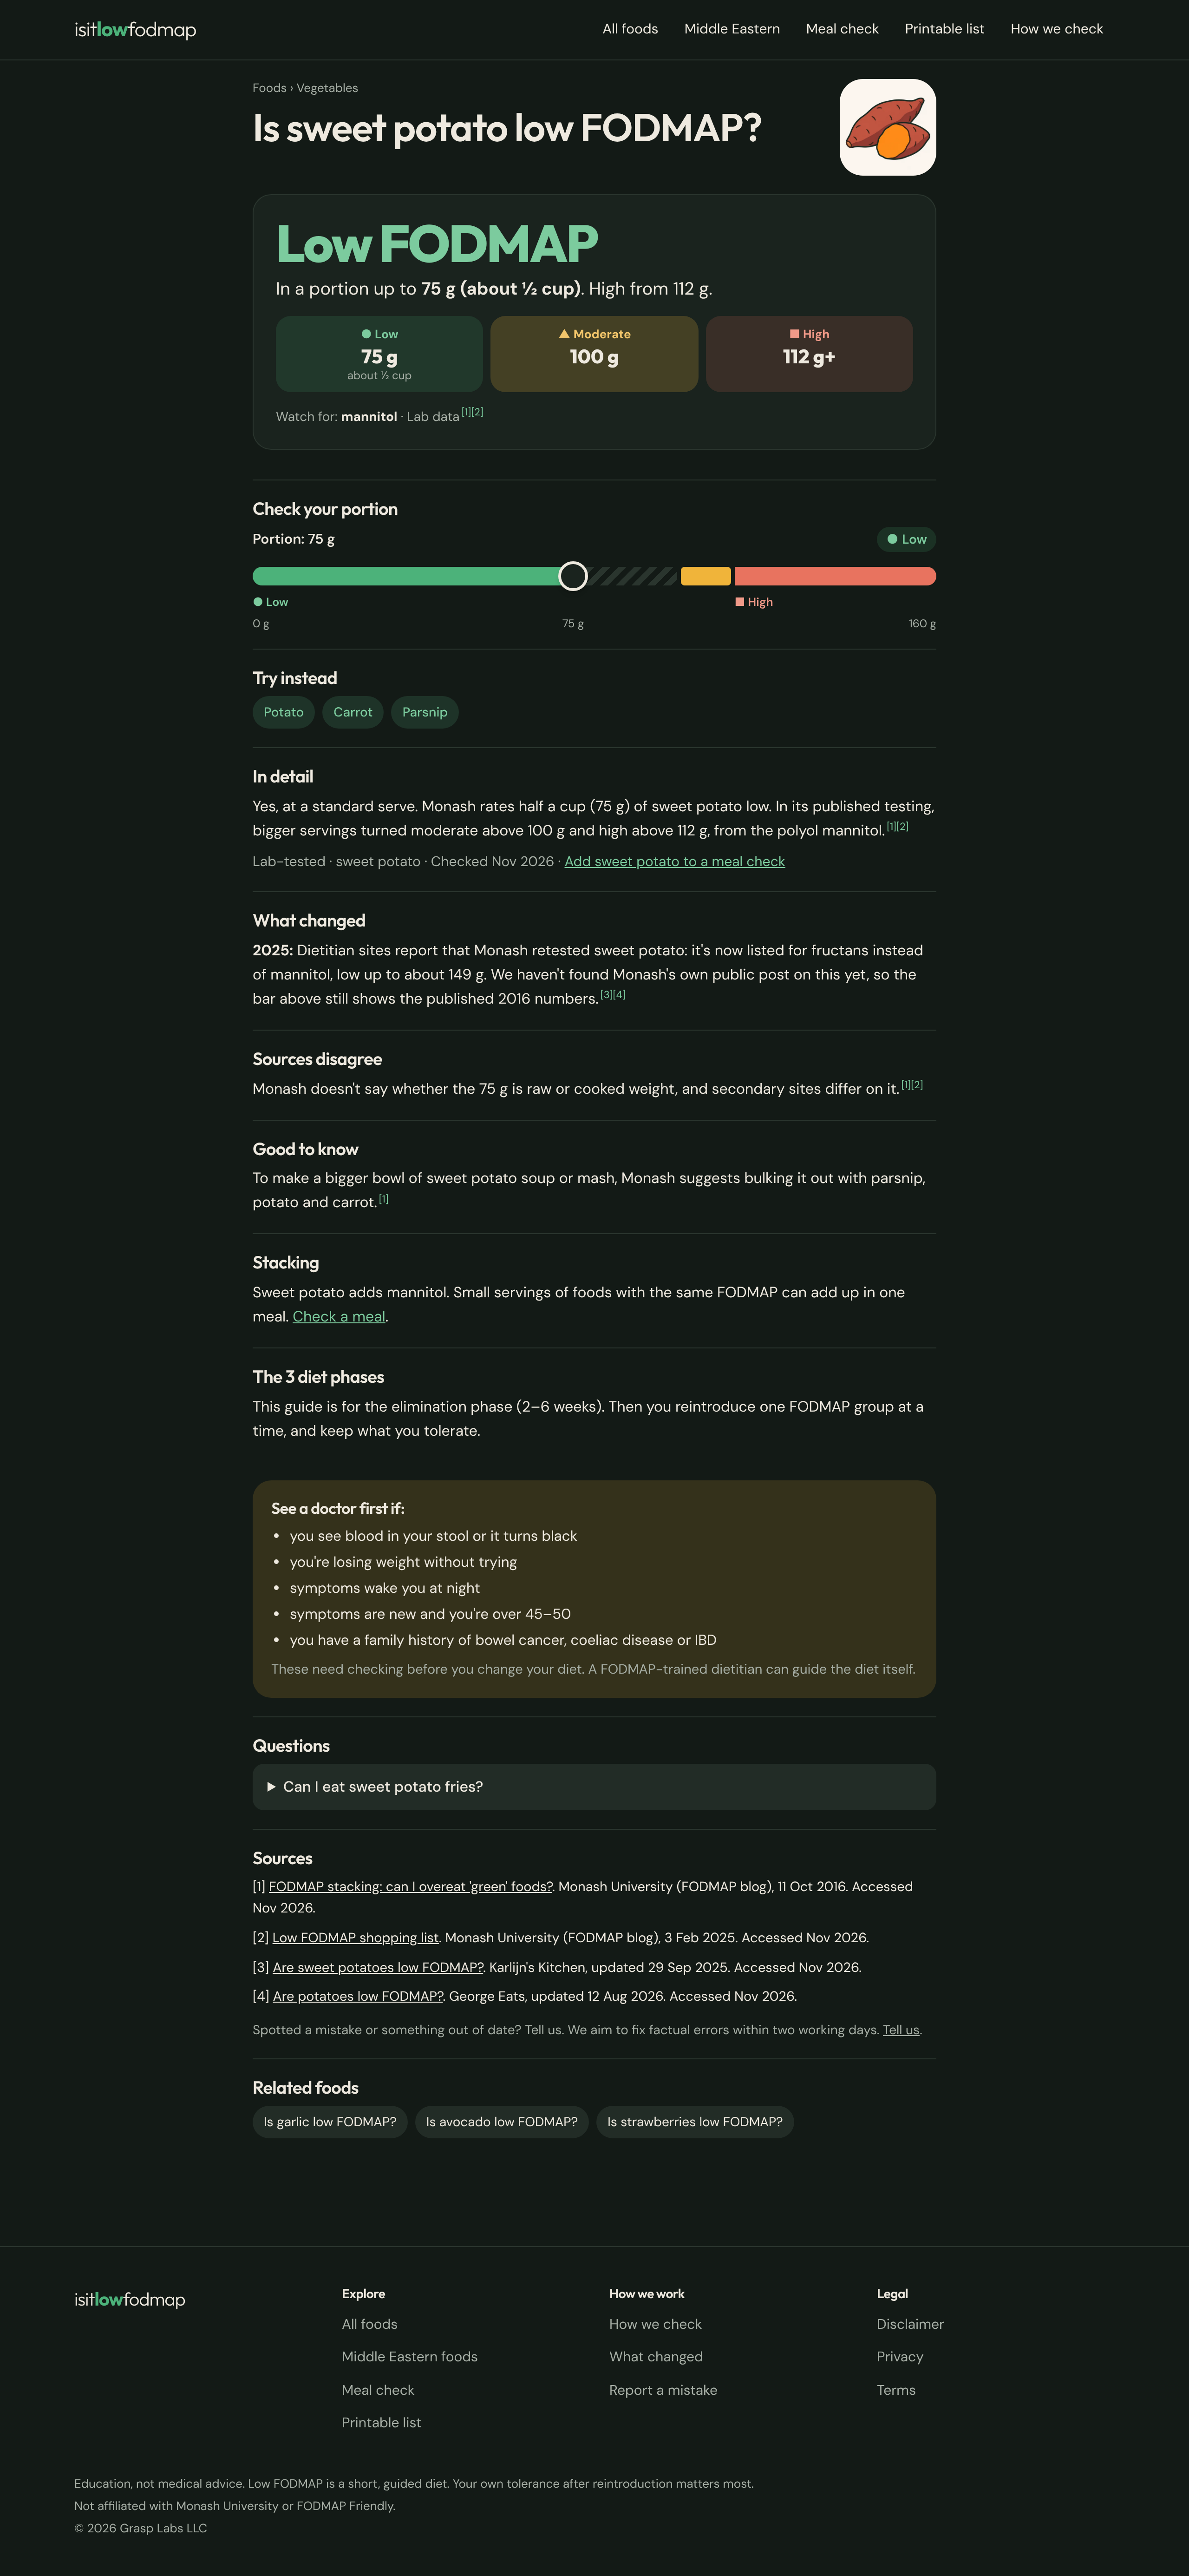 isitlowfodmap
All foods Middle Eastern Meal check Printable list How we check
Foods › Vegetables
Is sweet potato low FODMAP?
Low FODMAP
In a portion up to 75 g (about ½ cup). High from 112 g.
● Low
75 g
about ½ cup
▲ Moderate
100 g
■ High
112 g+
Watch for: mannitol · Lab data [1][2]
Check your portion
Portion: 75 g
● Low
● Low
■ High
0 g
75 g
160 g
Try instead
Potato Carrot Parsnip
In detail
Yes, at a standard serve. Monash rates half a cup (75 g) of sweet potato low. In its published testing,
bigger servings turned moderate above 100 g and high above 112 g, from the polyol mannitol. [1][2]
Lab-tested · sweet potato · Checked Nov 2026 · Add sweet potato to a meal check
What changed
2025: Dietitian sites report that Monash retested sweet potato: it's now listed for fructans instead
of mannitol, low up to about 149 g. We haven't found Monash's own public post on this yet, so the
bar above still shows the published 2016 numbers. [3][4]
Sources disagree
Monash doesn't say whether the 75 g is raw or cooked weight, and secondary sites differ on it. [1][2]
Good to know
To make a bigger bowl of sweet potato soup or mash, Monash suggests bulking it out with parsnip,
potato and carrot. [1]
Stacking
Sweet potato adds mannitol. Small servings of foods with the same FODMAP can add up in one
meal. Check a meal.
The 3 diet phases
This guide is for the elimination phase (2–6 weeks). Then you reintroduce one FODMAP group at a
time, and keep what you tolerate.
See a doctor first if:
• you see blood in your stool or it turns black
• you're losing weight without trying
• symptoms wake you at night
• symptoms are new and you're over 45–50
• you have a family history of bowel cancer, coeliac disease or IBD
These need checking before you change your diet. A FODMAP-trained dietitian can guide the diet itself.
Questions
▶ Can I eat sweet potato fries?
Sources
[1] FODMAP stacking: can I overeat 'green' foods?. Monash University (FODMAP blog), 11 Oct 2016. Accessed
Nov 2026.
[2] Low FODMAP shopping list. Monash University (FODMAP blog), 3 Feb 2025. Accessed Nov 2026.
[3] Are sweet potatoes low FODMAP?. Karlijn's Kitchen, updated 29 Sep 2025. Accessed Nov 2026.
[4] Are potatoes low FODMAP?. George Eats, updated 12 Aug 2026. Accessed Nov 2026.
Spotted a mistake or something out of date? Tell us. We aim to fix factual errors within two working days. Tell us.
Related foods
Is garlic low FODMAP? Is avocado low FODMAP? Is strawberries low FODMAP?
isitlowfodmap
Explore
All foods
Middle Eastern foods
Meal check
Printable list
How we work
How we check
What changed
Report a mistake
Legal
Disclaimer
Privacy
Terms
Education, not medical advice. Low FODMAP is a short, guided diet. Your own tolerance after reintroduction matters most.
Not affiliated with Monash University or FODMAP Friendly.
© 2026 Grasp Labs LLC